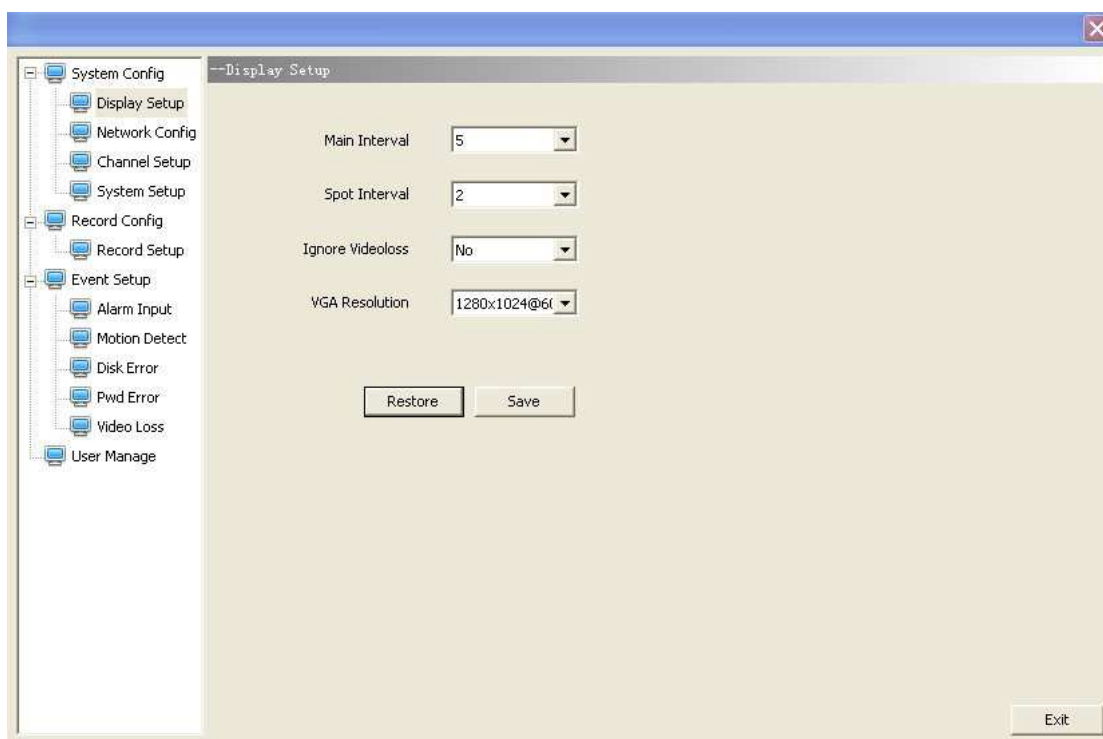 System Config
Display Setup
Network Config
Channel Setup
System Setup
Record Config
Record Setup
Event Setup
Alarm Input
Motion Detect
Disk Error
Pwd Error
Video Loss
User Manage
--Display Setup
Main Interval 5
Spot Interval 2
Ignore Videoloss No
VGA Resolution 1280x1024@6
Restore Save
Exit